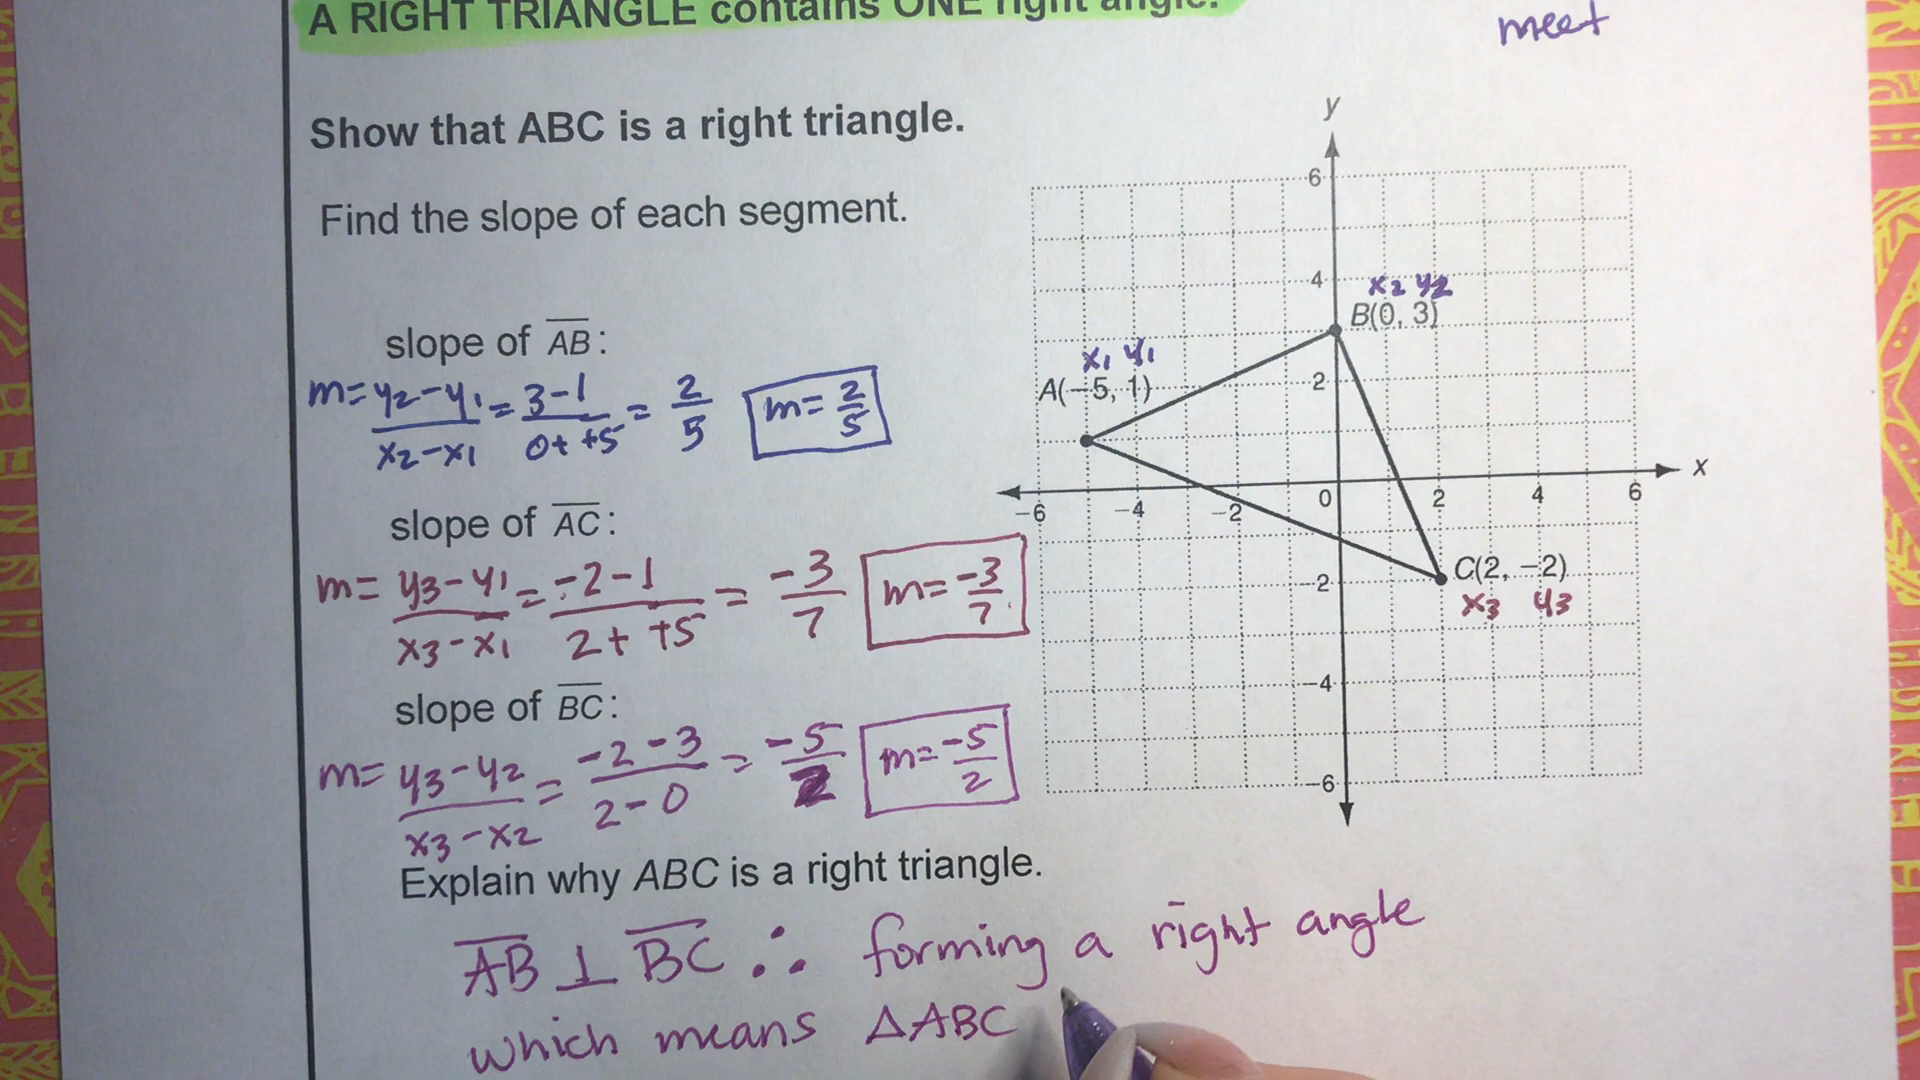 A RIGHT TRIANGLE contains ONE right angle.
meet
Show that ABC is a right triangle.
Find the slope of each segment.
slope of AB:
m = y2 - y1 / x2 - x1 = 3 - 1 / 0 + +5 = 2 / 5 m = 2 / 5
slope of AC:
m = y3 - y1 / x3 - x1 = -2 - 1 / 2 + +5 = -3 / 7 m = -3 / 7
slope of BC:
m = y3 - y2 / x3 - x2 = -2 - 3 / 2 - 0 = -5 / 2 m = -5 / 2
Explain why ABC is a right triangle.
AB ⊥ BC ∴ forming a right angle
which means △ABC
y
6
4
x2 y2
B(0, 3)
x1 y1
A(−5, 1)
2
x
−6 −4 −2 0 2 4 6
C(2, −2)
−2
x3 y3
−4
−6